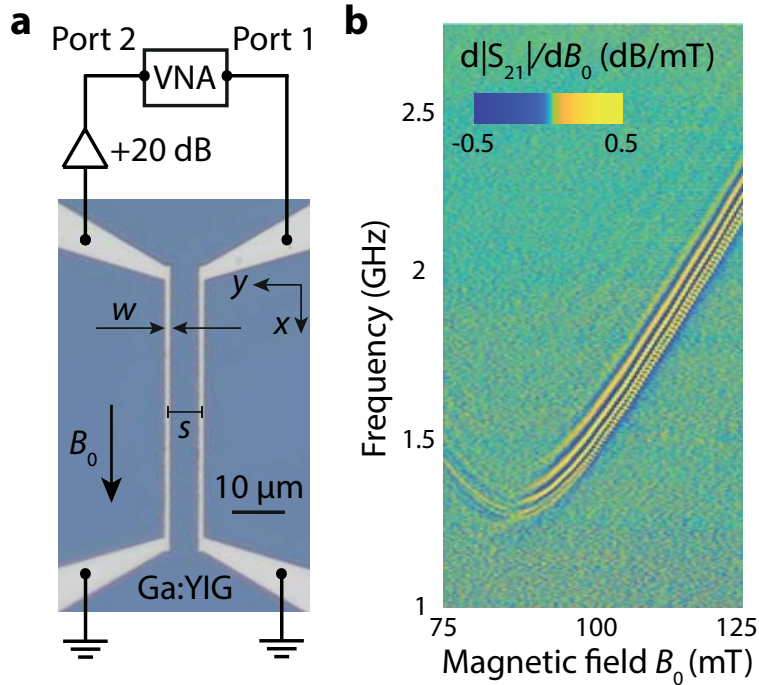 a
Port 2
Port 1
VNA
+20 dB
y
x
w
s
B0
10 μm
Ga:YIG
b
d|S21|/dB0 (dB/mT)
-0.5
0.5
Frequency (GHz)
2.5
2
1.5
1
75
100
125
Magnetic field B0 (mT)